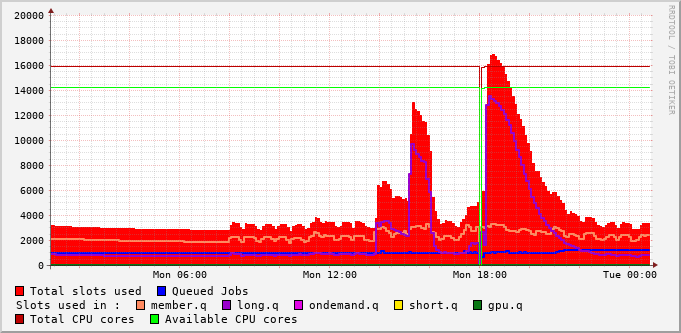 20000
18000
16000
14000
12000
10000
8000
6000
4000
2000
0
Mon 06:00 Mon 12:00 Mon 18:00 Tue 00:00
RRDTOOL / TOBI OETIKER
Total slots used Queued Jobs
Slots used in : member.q long.q ondemand.q short.q gpu.q
Total CPU cores Available CPU cores